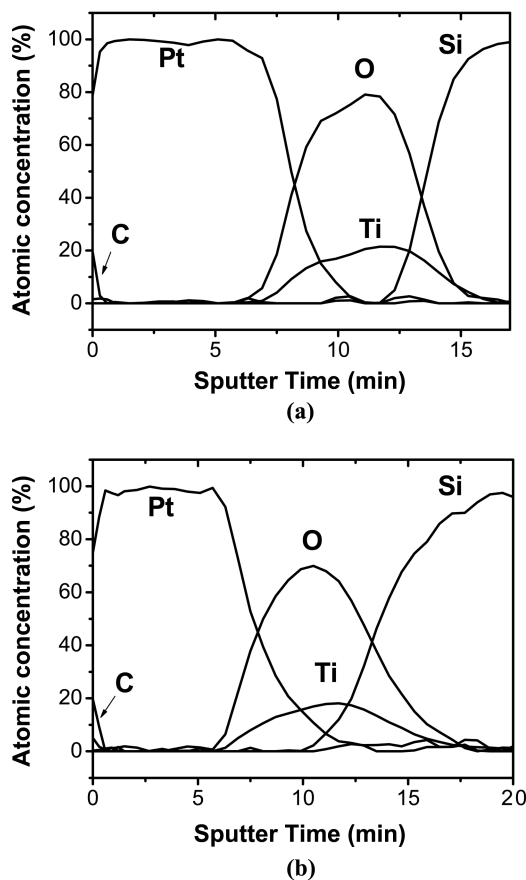 Atomic concentration (%)
100
80
60
40
20
0
Pt
O
Si
C
Ti
0
5
10
15
Sputter Time (min)
(a)
Atomic concentration (%)
100
80
60
40
20
0
Pt
O
Si
C
Ti
0
5
10
15
20
Sputter Time (min)
(b)